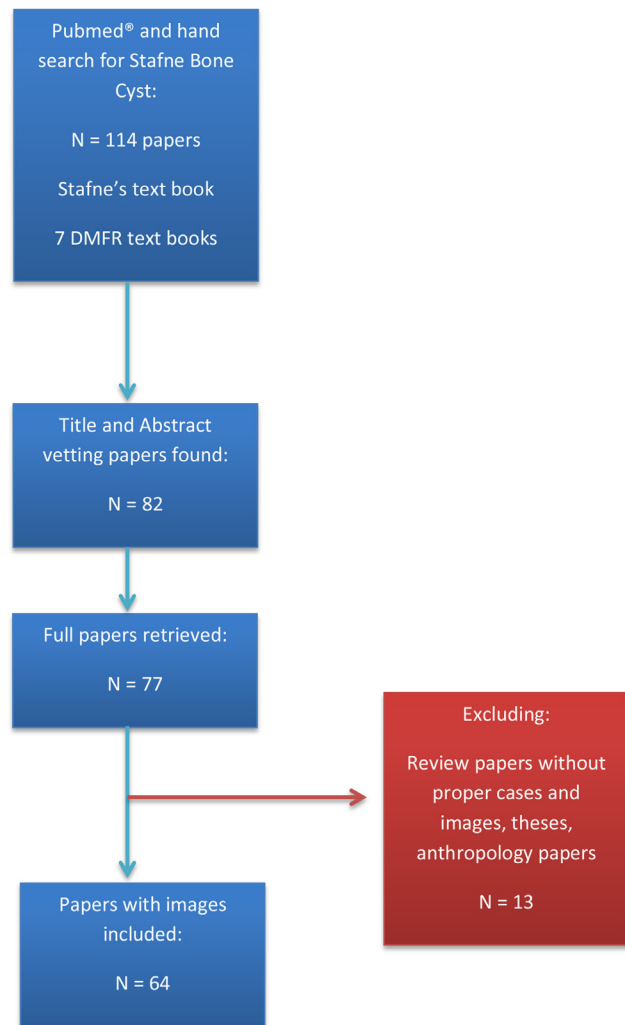 Pubmed® and hand
search for Stafne Bone
Cyst:
N = 114 papers
Stafne's text book
7 DMFR text books
Title and Abstract
vetting papers found:
N = 82
Full papers retrieved:
N = 77
Excluding:
Review papers without
proper cases and
images, theses,
anthropology papers
N = 13
Papers with images
included:
N = 64